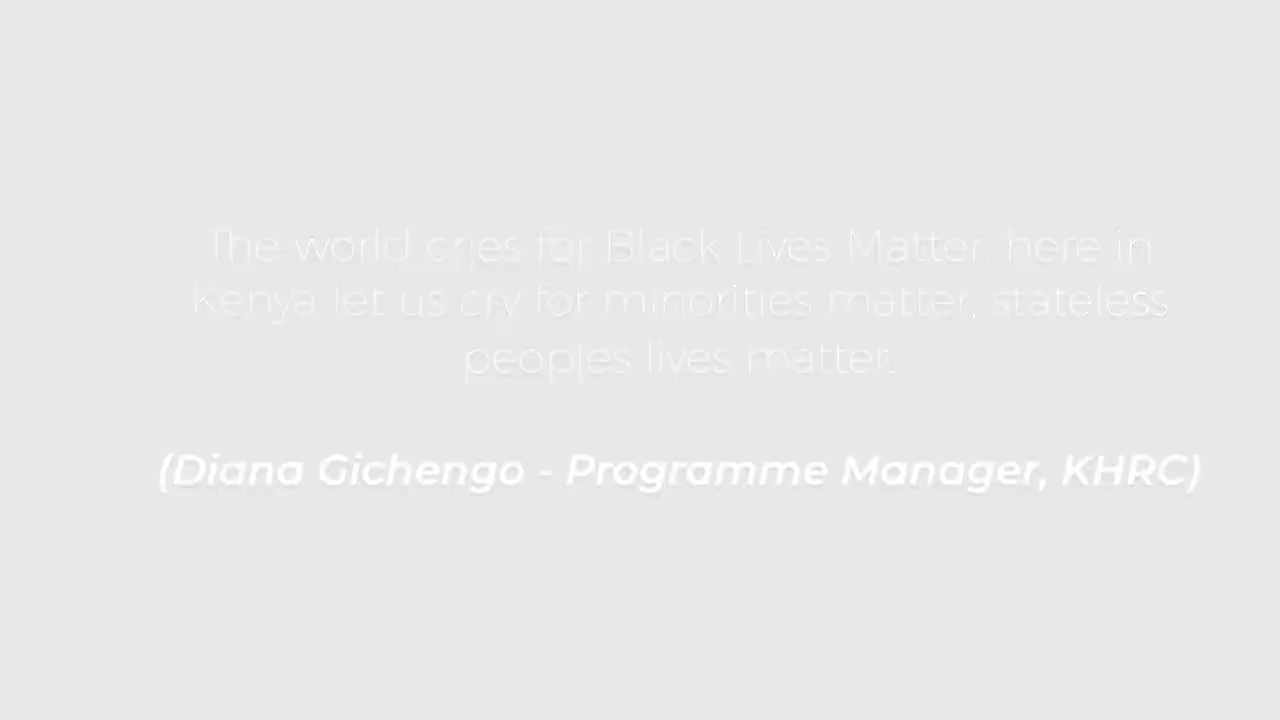 The world cries for Black Lives Matter, here in
Kenya let us cry for minorities matter, stateless
peoples lives matter.
(Diana Gichengo - Programme Manager, KHRC)